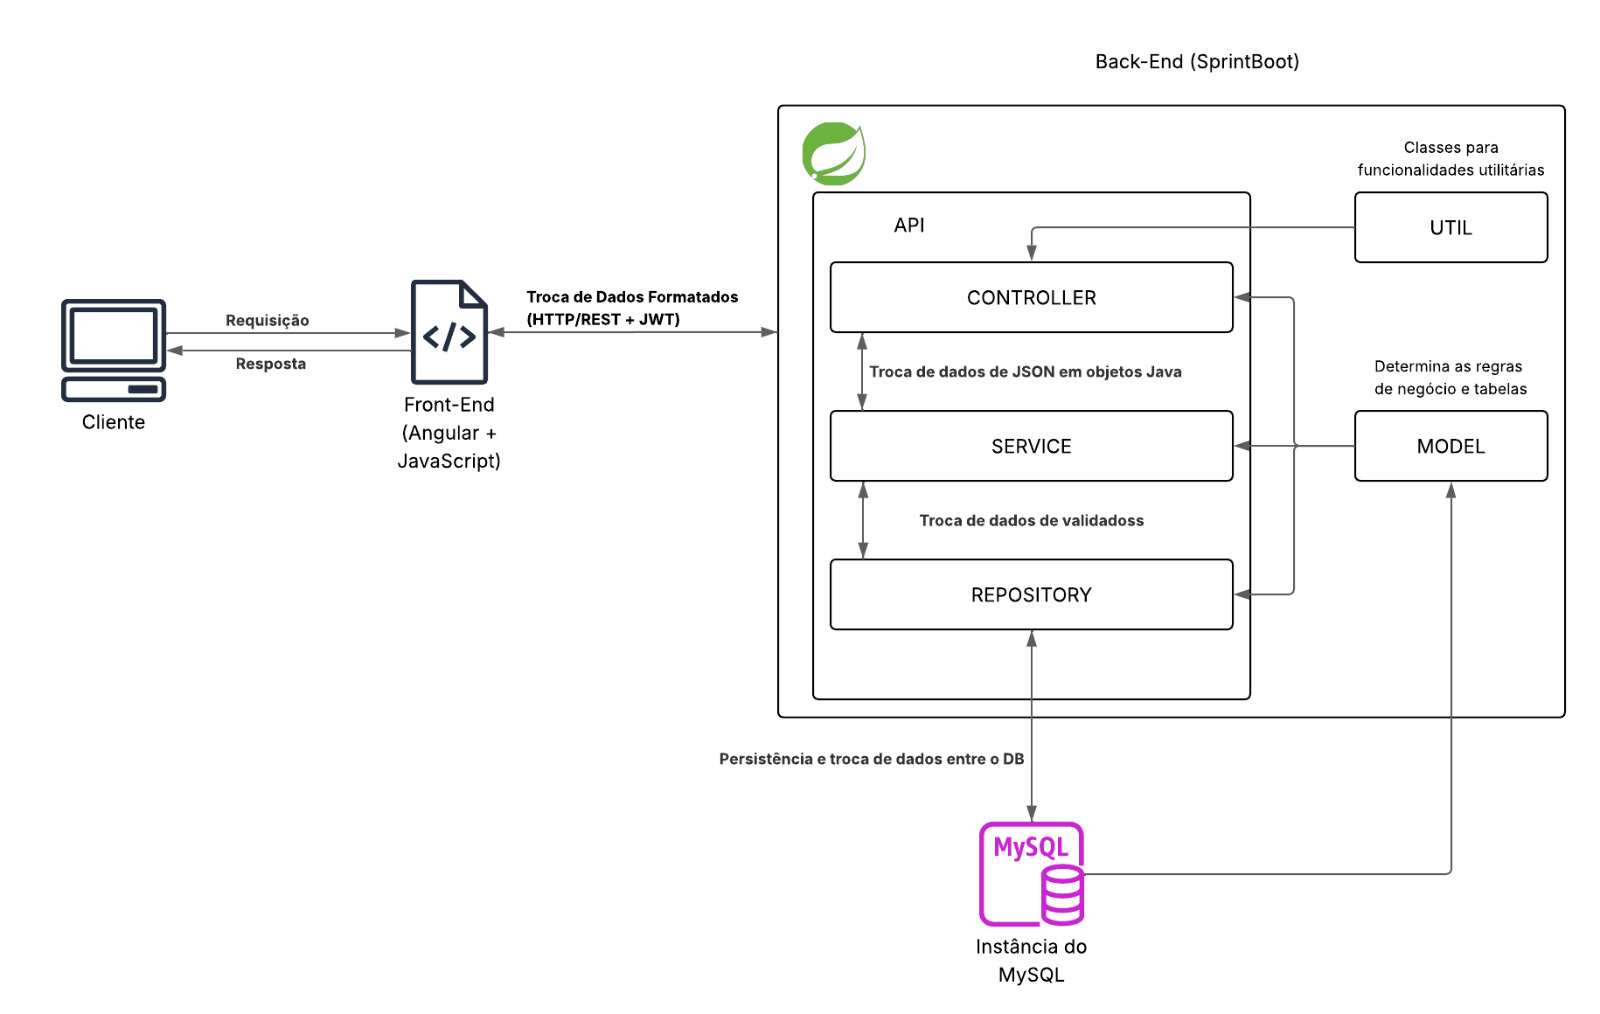 Back-End (SprintBoot)
Classes para
funcionalidades utilitárias
UTIL
API
CONTROLLER
Troca de Dados Formatados
(HTTP/REST + JWT)
Requisição
Resposta
Cliente
Front-End
(Angular +
JavaScript)
Troca de dados de JSON em objetos Java
Determina as regras
de negócio e tabelas
SERVICE
MODEL
Troca de dados de validadoss
REPOSITORY
Persistência e troca de dados entre o DB
MySQL
Instância do
MySQL